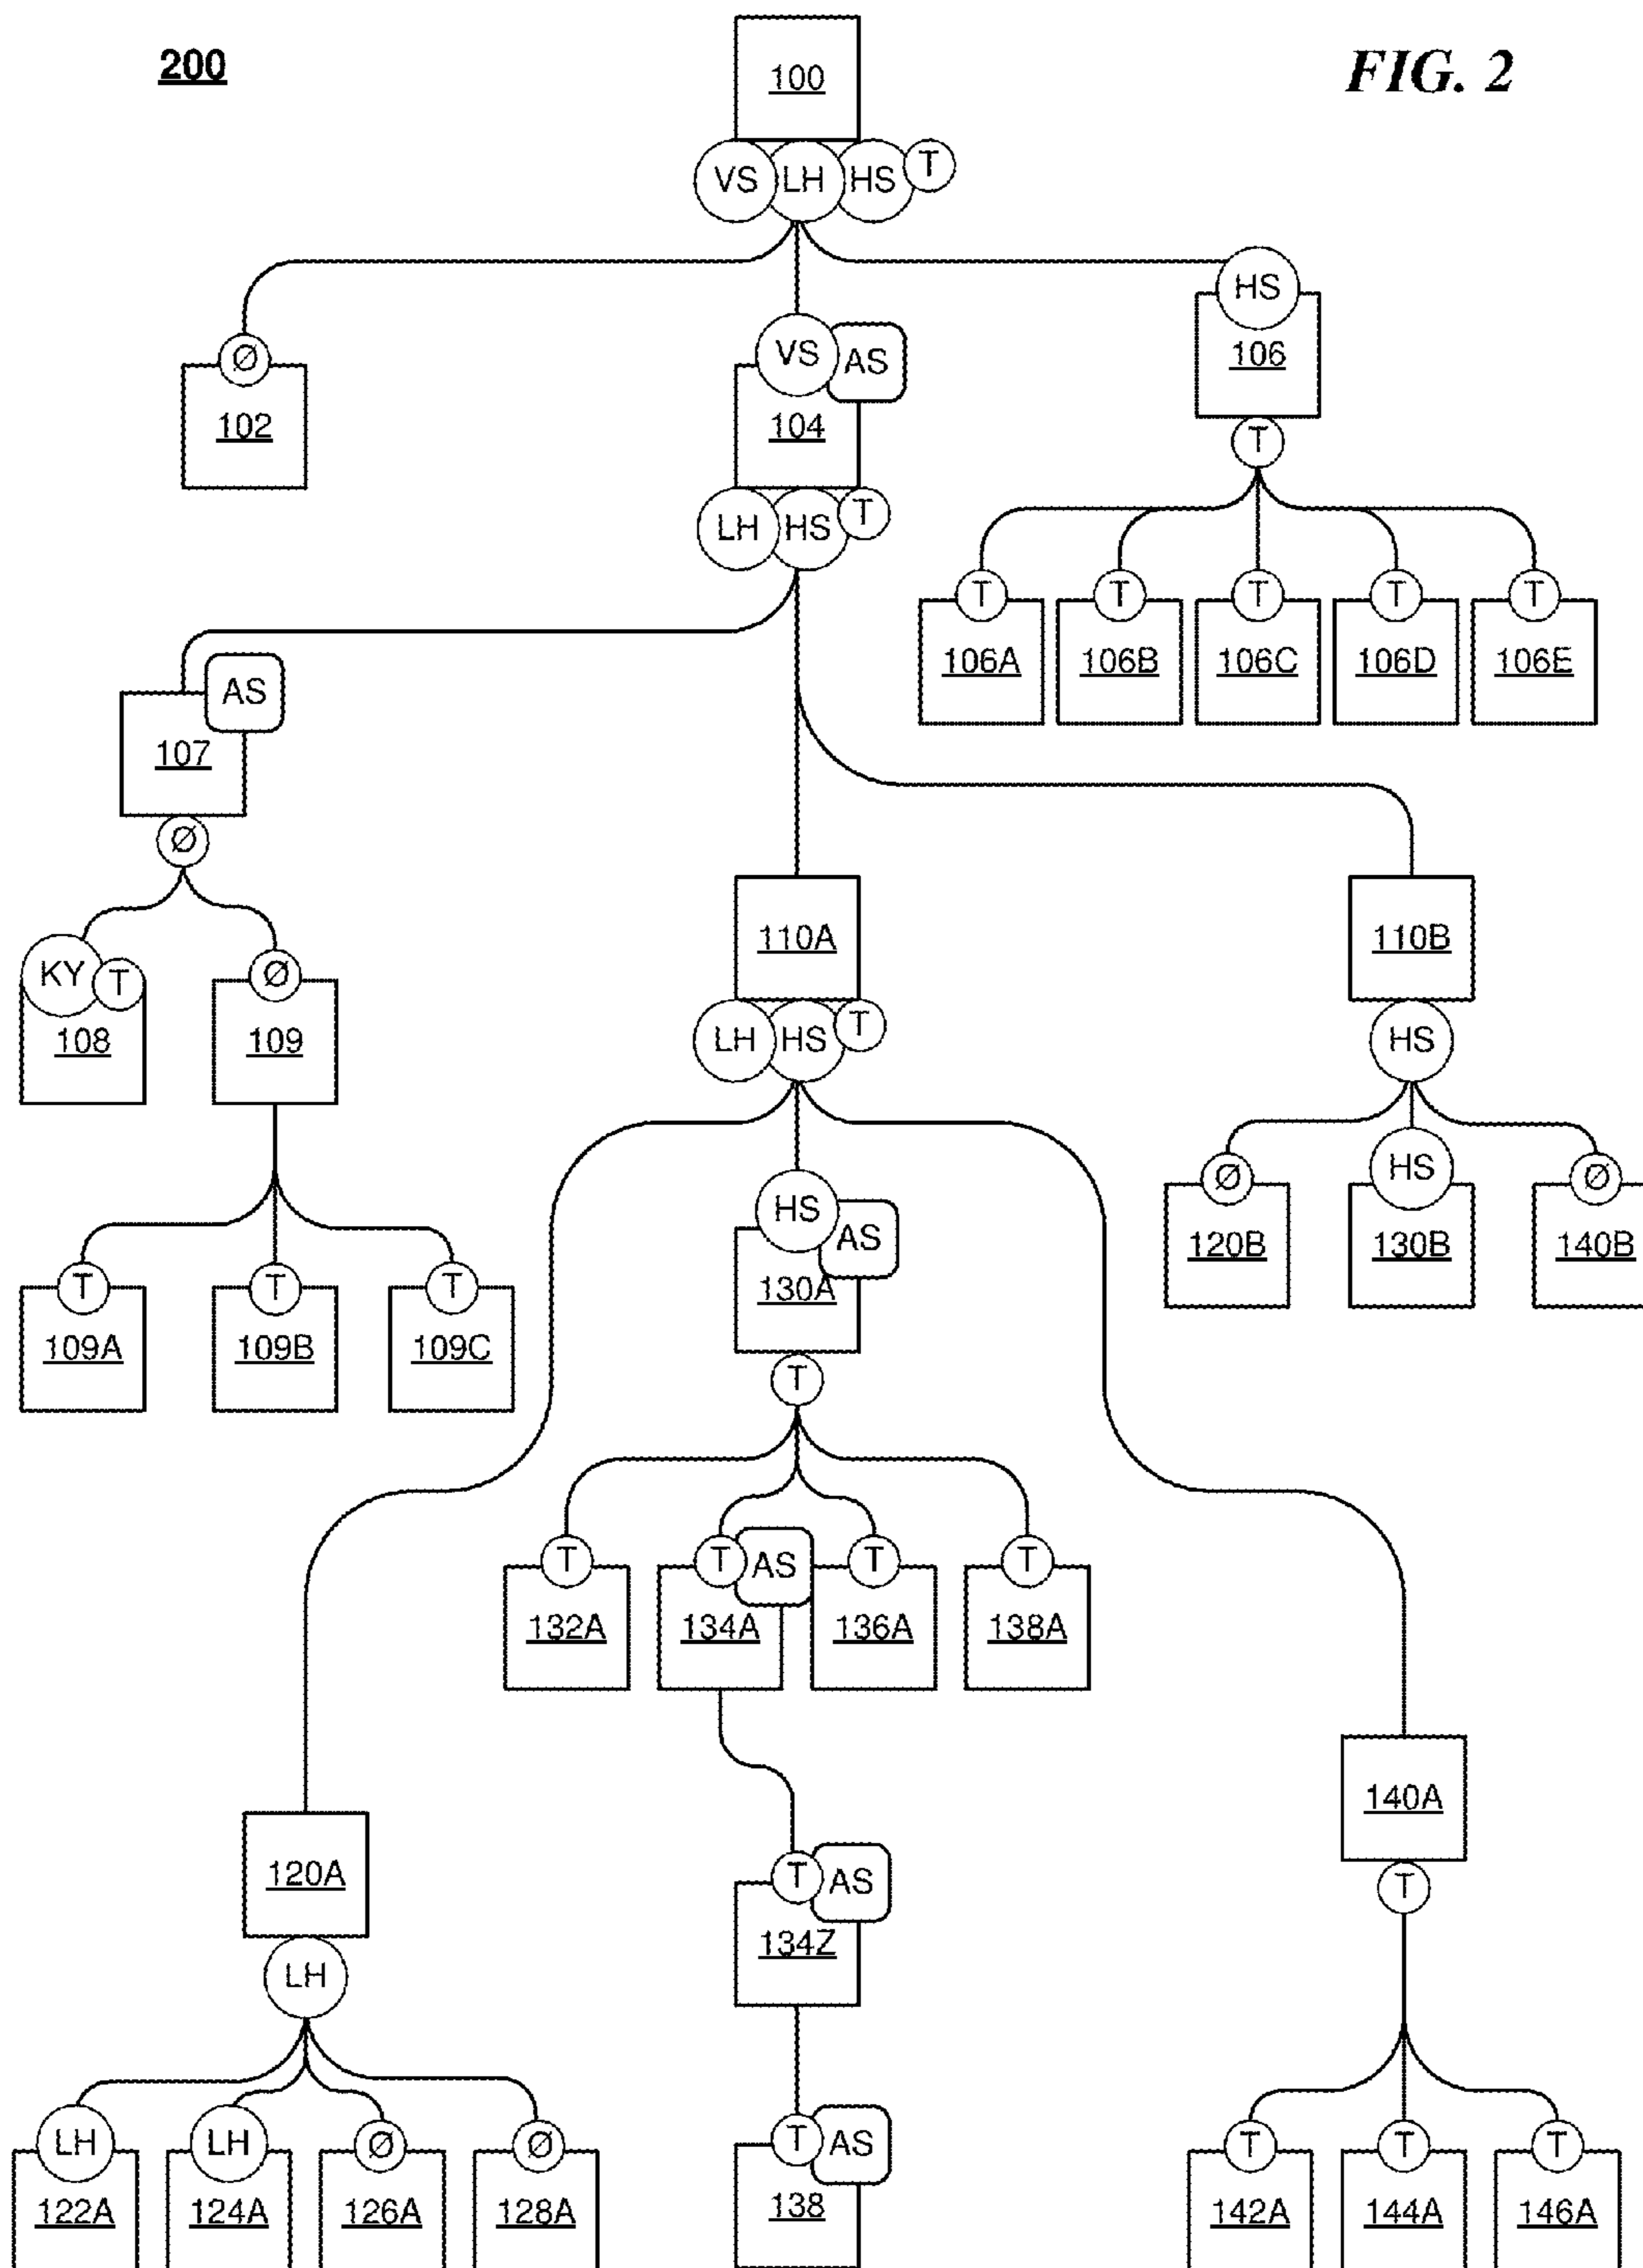 200
FIG. 2
100
VS LH HS T
HS
Ø VS AS
106
102 104
T
LH HS T
T T T T T
106A 106B 106C 106D 106E
AS
107
Ø
110A 110B
KY T Ø
108 109
LH HS T HS
Ø HS Ø
HS AS
120B 130B 140B
130A
T T T
109A 109B 109C
T
T T AS T T
132A 134A 136A 138A
140A
120A
T AS
T
134Z
LH
LH LH Ø Ø T AS T T T
122A 124A 126A 128A 138 142A 144A 146A